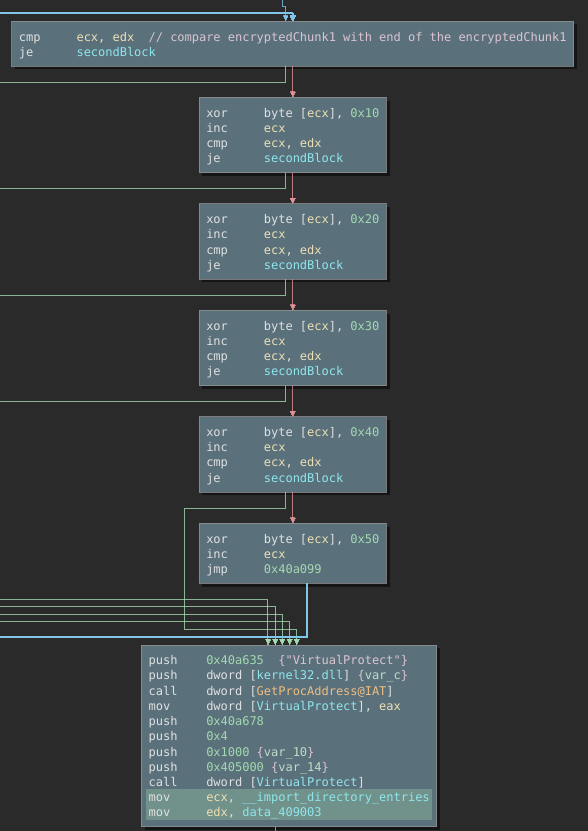 cmp ecx, edx // compare encryptedChunk1 with end of the encryptedChunk1
je secondBlock
xor byte [ecx], 0x10
inc ecx
cmp ecx, edx
je secondBlock
xor byte [ecx], 0x20
inc ecx
cmp ecx, edx
je secondBlock
xor byte [ecx], 0x30
inc ecx
cmp ecx, edx
je secondBlock
xor byte [ecx], 0x40
inc ecx
cmp ecx, edx
je secondBlock
xor byte [ecx], 0x50
inc ecx
jmp 0x40a099
push 0x40a635 {"VirtualProtect"}
push dword [kernel32.dll] {var_c}
call dword [GetProcAddress@IAT]
mov dword [VirtualProtect], eax
push 0x40a678
push 0x4
push 0x1000 {var_10}
push 0x405000 {var_14}
call dword [VirtualProtect]
mov ecx, __import_directory_entries
mov edx, data_409003